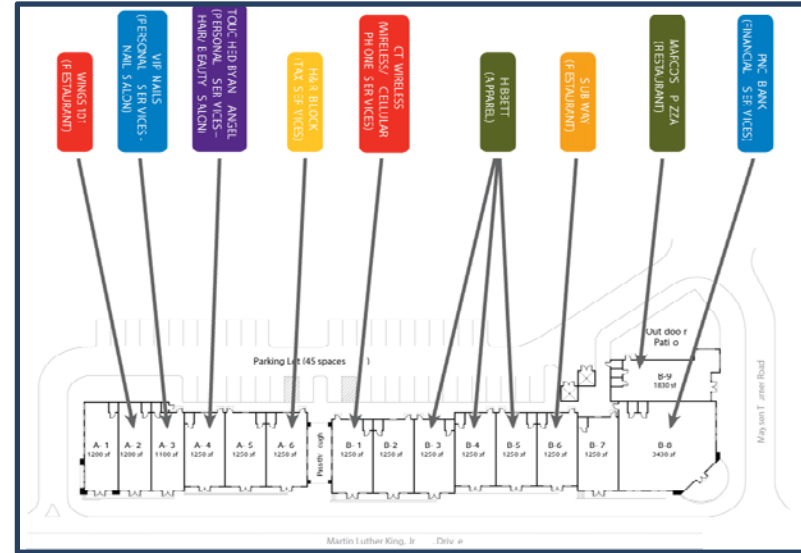 WINGS 101
(RESTAURANT)
VIP NAILS
(PERSONAL SERVICES-
NAIL SALON)
TOUCHED BY AN ANGEL
(PERSONAL SERVICES–
HAIR/BEAUTY SALON)
H&R BLOCK
(TAX SERVICES)
CT WIRELESS
(WIRELESS/ CELLULAR
PHONE SERVICES)
HIBBETT
(APPAREL)
SUBWAY
(RESTAURANT)
MARCOS PIZZA
(RESTAURANT)
PNC BANK
(FINANCIAL SERVICES)
Outdoor
Patio
Parking Lot (45 spaces )
B-9
1830 sf
A- 1
1200 sf
A- 2
1200 sf
A- 3
1100 sf
A- 4
1250 sf
A- 5
1250 sf
A- 6
1250 sf
B- 1
1250 sf
B-2
1250 sf
B- 3
1250 sf
B-4
1250 sf
B-5
1250 sf
B-6
1250 sf
B-7
1250 sf
B-8
3430 sf
Martin Luther King, Jr . Drive